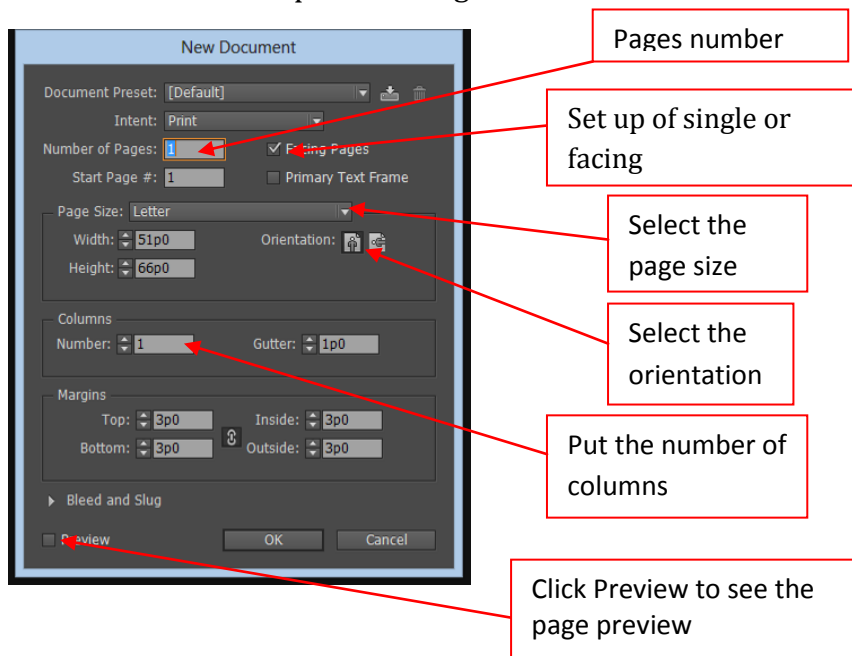 New Document
Pages number
Document Preset: [Default]
Intent: Print
Set up of single or
facing
Number of Pages: 1 Facing Pages
Start Page #: 1 Primary Text Frame
Page Size: Letter
Width: 51p0 Orientation:
Height: 66p0
Select the
page size
Columns
Number: 1 Gutter: 1p0
Select the
orientation
Margins
Top: 3p0 Inside: 3p0
Bottom: 3p0 Outside: 3p0
Put the number of
columns
Bleed and Slug
Preview OK Cancel
Click Preview to see the
page preview